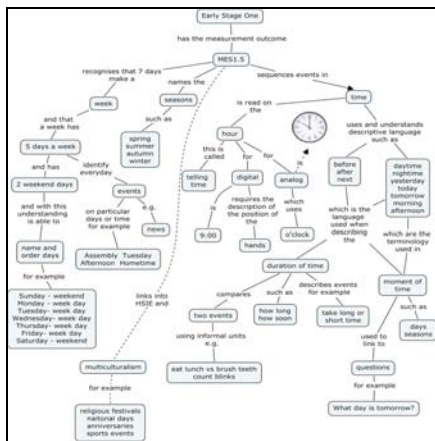 Early Stage One
has the measurement outcome
MES1.5
recognises that 7 days
make a
week
names the
seasons
sequences events in
time
and that
a week has
5 days a week
such as
spring
summer
autumn
winter
is read on
the
hour
uses and understands
descriptive language
such as
and has
2 weekend days
identify
everyday
events
this is
called
telling
time
for
digital
for
analog
is
before
after
next
daytime
nightime
yesterday
today
tomorrow
morning
afternoon
and with this
understanding
is able to
name and
order days
on particular
days or time
for example
Assembly Tuesday
Afternoon Hometime
e.g.
news
is
9:00
requires the
description of
the position of
the
hands
which
uses
o'clock
which is the
language used when
describing
the
duration of time
which are the
terminology
used in
moment of
time
for example
Sunday - weekend
Monday - week day
Tuesday- week day
Wednesday- week day
Thursday- week day
Friday- week day
Saturday - weekend
links into
HSIE and
multiculturalism
for example
religious festivals
naitonal days
anniversaries
sports events
compares
two events
using informal units
e.g.
eat lunch vs brush teeth
count blinks
such as
how long
how soon
describes events
for example
take long or
short time
such as
days
seasons
used to
link to
questions
for example
What day is tomorrow?